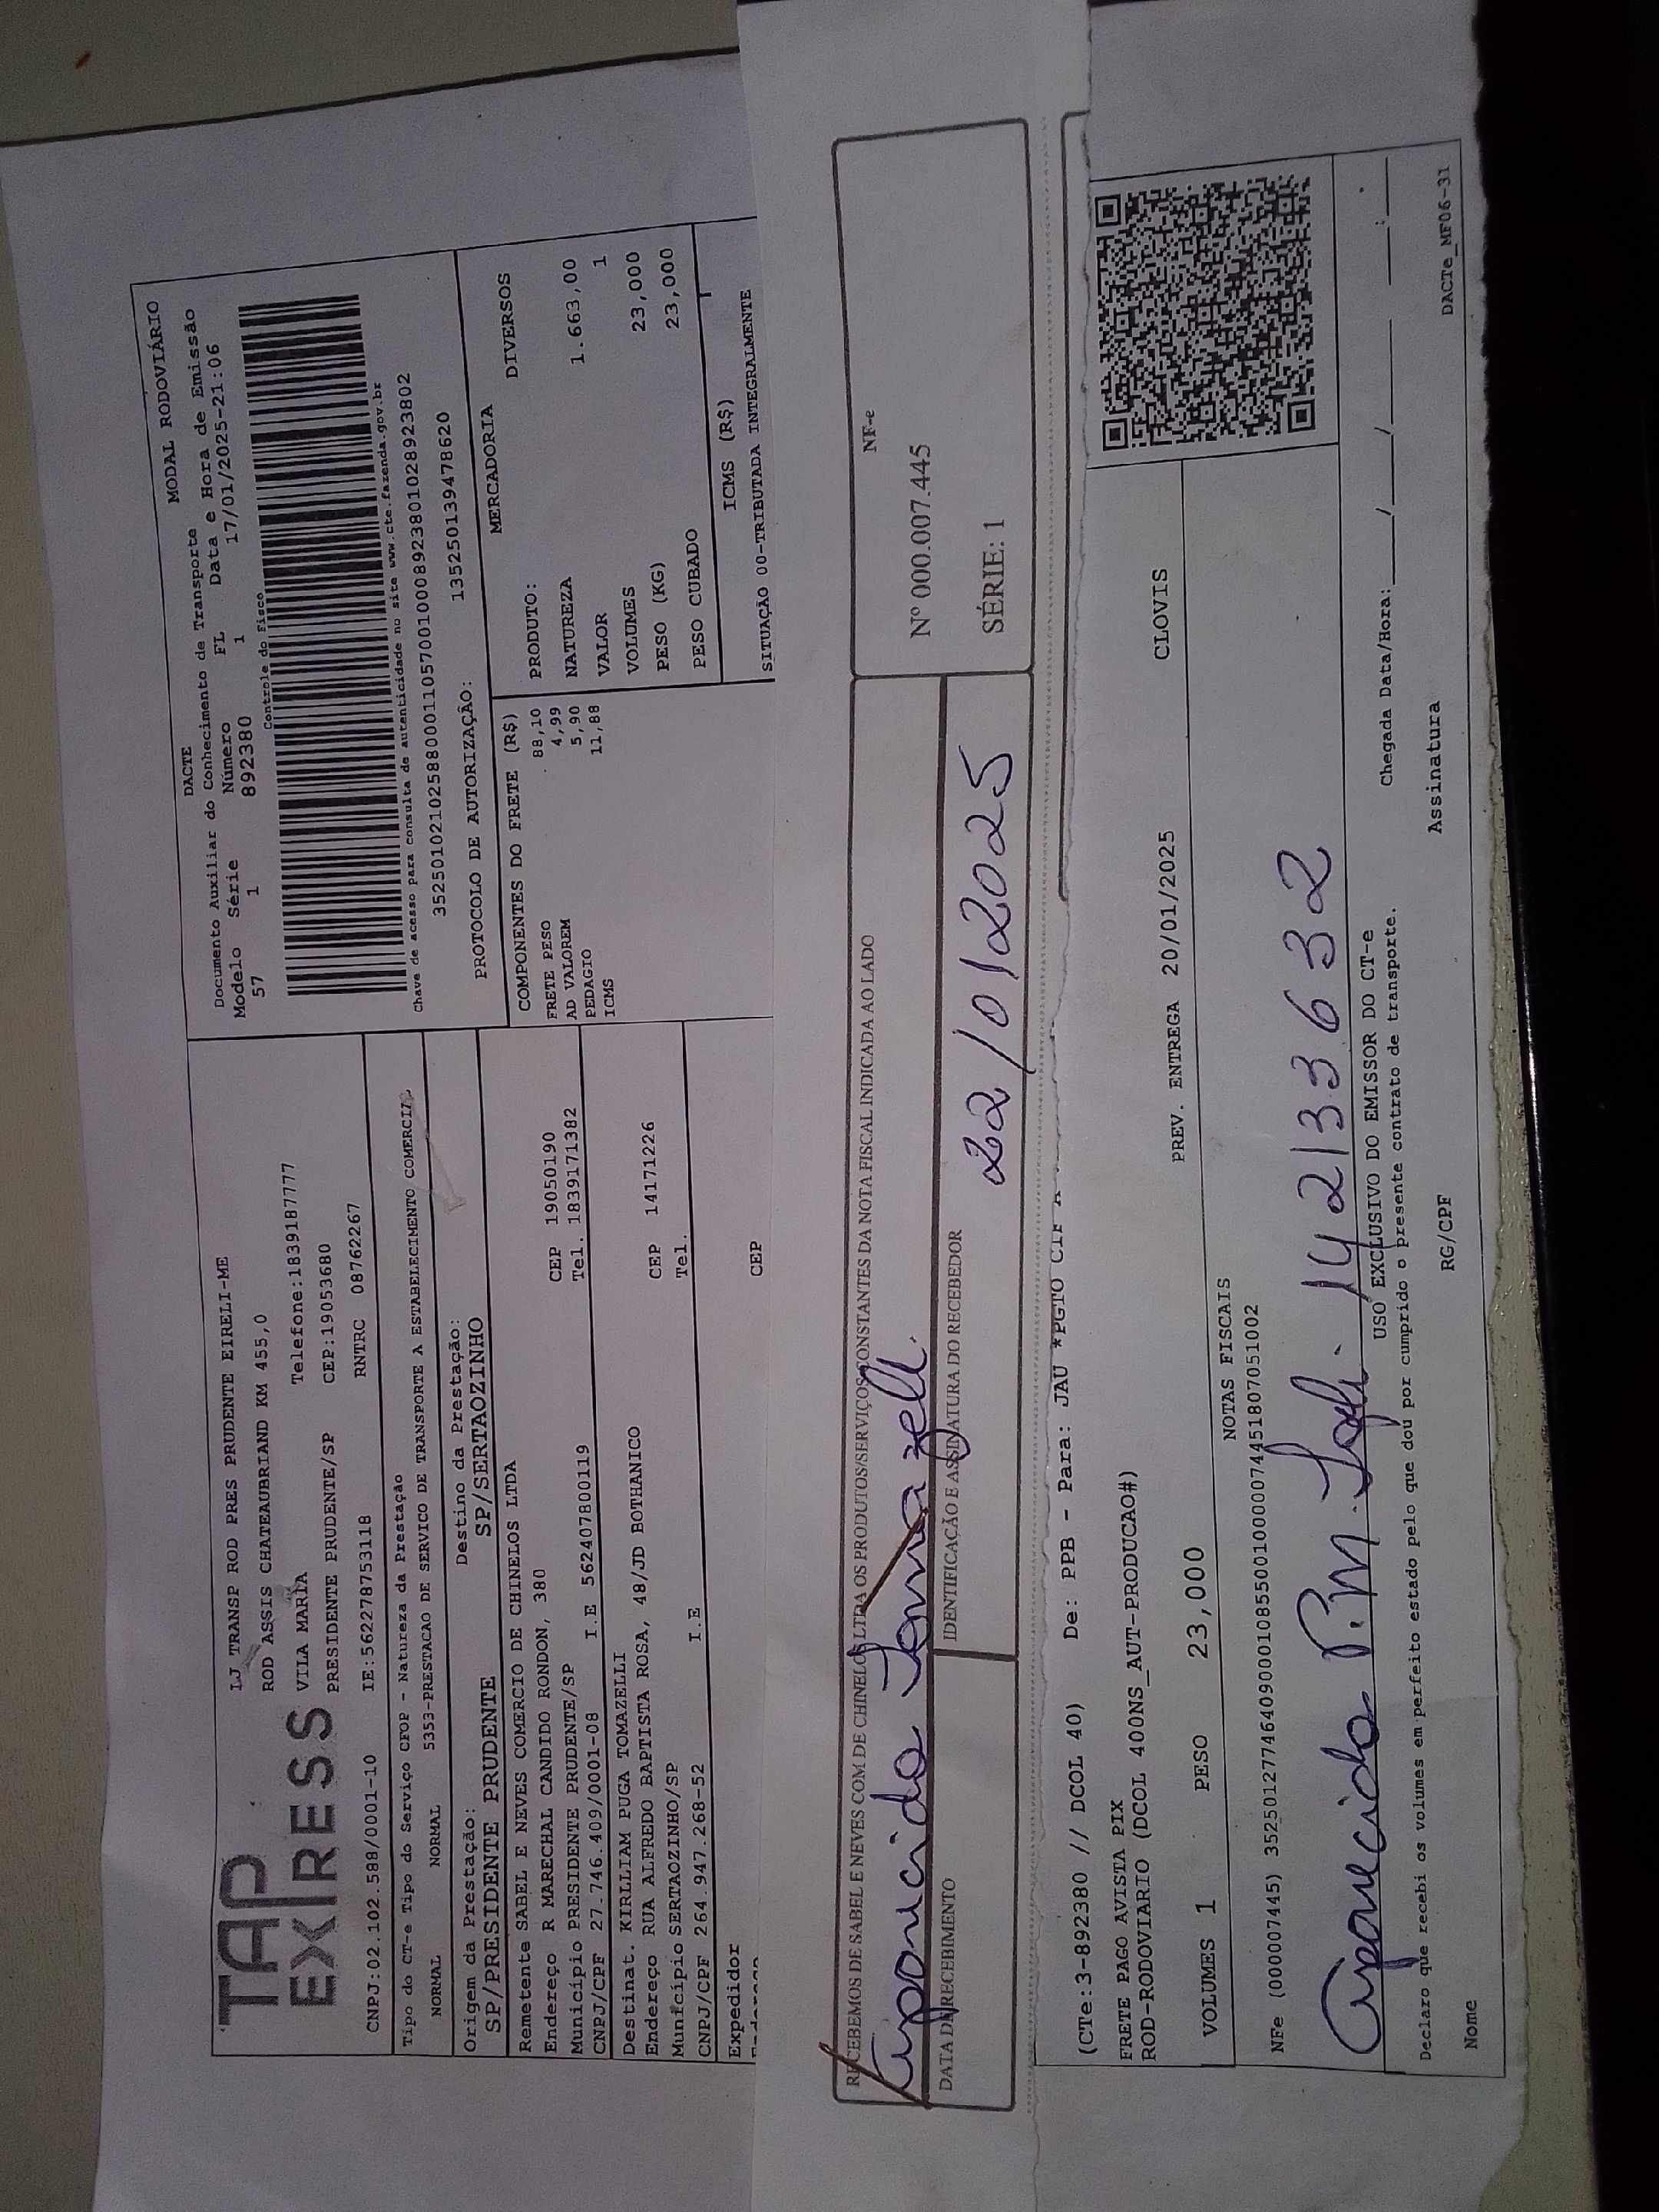 TAP EXPRESS
LJ TRANSP ROD PRES PRUDENTE EIRELI-ME
ROD ASSIS CHATEAUBRIAND KM 455,0
VILA MARIA Telefone:1839187777
PRESIDENTE PRUDENTE/SP CEP:19053680
CNPJ:02.102.588/0001-10 IE:562278753118 RNTRC 08762267
DACTE MODAL RODOVIÁRIO
Documento Auxiliar do Conhecimento de Transporte
Modelo Série Número FL Data e Hora de Emissão
57 1 892380 1 17/01/2025-21:06
Controle do Fisco
Chave de acesso para consulta de autenticidade no site www.cte.fazenda.gov.br
35250102102588000110570010008923801028923802
PROTOCOLO DE AUTORIZAÇÃO: 135250139478620
Tipo do CT-e Tipo do Serviço CFOP - Natureza da Prestação
NORMAL NORMAL 5353-PRESTACAO DE SERVICO DE TRANSPORTE A ESTABELECIMENTO COMERCIAL
Origem da Prestação: Destino da Prestação:
SP/PRESIDENTE PRUDENTE SP/SERTAOZINHO
Remetente SABEL E NEVES COMERCIO DE CHINELOS LTDA
Endereço R MARECHAL CANDIDO RONDON, 380 CEP 19050190
Município PRESIDENTE PRUDENTE/SP Tel. 1839171382
CNPJ/CPF 27.746.409/0001-08 I.E 562407800119
Destinat. KIRLLIAM PUGA TOMAZELLI
Endereço RUA ALFREDO BAPTISTA ROSA, 48/JD BOTHANICO CEP 14171226
Município SERTAOZINHO/SP Tel.
CNPJ/CPF 264.947.268-52 I.E
Expedidor CEP
COMPONENTES DO FRETE (R$)
FRETE PESO 88,10
AD VALOREM 4,99
PEDAGIO 5,90
ICMS 11,88
MERCADORIA
PRODUTO: DIVERSOS
NATUREZA
VALOR 1.663,00
VOLUMES 1
PESO (KG) 23,000
PESO CUBADO 23,000
ICMS (R$)
SITUAÇÃO 00-TRIBUTADA INTEGRALMENTE
RECEBEMOS DE SABEL E NEVES COM DE CHINELOS LTDA OS PRODUTOS/SERVIÇOS CONSTANTES DA NOTA FISCAL INDICADA AO LADO
Aparecida Tomazelli.
DATA DE RECEBIMENTO IDENTIFICAÇÃO E ASSINATURA DO RECEBEDOR
22/01/2025
NF-e
Nº 000.007.445
SÉRIE: 1
(CTe:3-892380 // DCOL 40) De: PPB - Para: JAU *PGTO CIF
FRETE PAGO AVISTA PIX
ROD-RODOVIARIO (DCOL 400NS_AUT-PRODUCAO#)
VOLUMES 1 PESO 23,000 PREV. ENTREGA 20/01/2025 CLOVIS
NOTAS FISCAIS
NFe (000007445) 35250127746409000108550010000074451807051002
Aparecida P.M. 14 2133632
USO EXCLUSIVO DO EMISSOR DO CT-e
Declaro que recebi os volumes em perfeito estado pelo que dou por cumprido o presente contrato de transporte.
Chegada Data/Hora:___/___/___ ___:___
Nome RG/CPF Assinatura
DACTe_MF06-31